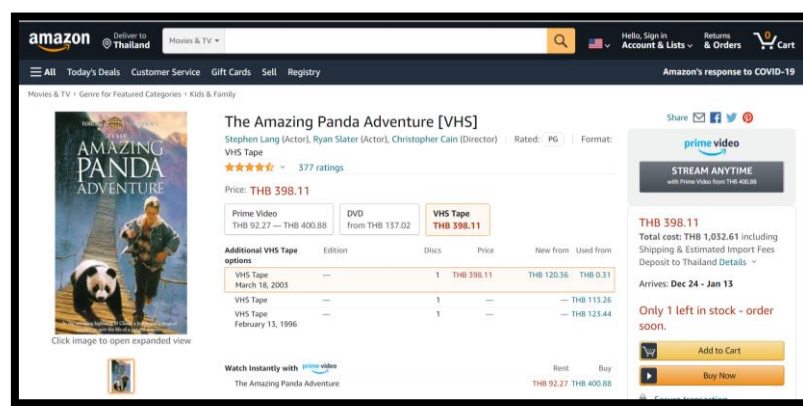 amazon
Deliver to
Thailand
Movies & TV
Hello, Sign in
Account & Lists
Returns
& Orders
0
Cart
All Today's Deals Customer Service Gift Cards Sell Registry
Amazon's response to COVID-19
Movies & TV › Genre for Featured Categories › Kids & Family
THE
AMAZING
PANDA
ADVENTURE
Click image to open expanded view
The Amazing Panda Adventure [VHS]
Stephen Lang (Actor), Ryan Slater (Actor), Christopher Cain (Director) Rated: PG Format:
VHS Tape
377 ratings
Price: THB 398.11
Prime Video
THB 92.27 — THB 400.88
DVD
from THB 137.02
VHS Tape
THB 398.11
Additional VHS Tape options Edition Discs Price New from Used from
VHS Tape — 1 THB 398.11 THB 120.36 THB 0.31
March 18, 2003
VHS Tape — 1 — — THB 113.26
VHS Tape — 1 — — THB 123.44
February 13, 1996
Watch Instantly with prime video Rent Buy
The Amazing Panda Adventure THB 92.27 THB 400.88
Share
prime video
STREAM ANYTIME
with Prime Video from THB 400.88
THB 398.11
Total cost: THB 1,032.61 including
Shipping & Estimated Import Fees
Deposit to Thailand Details
Arrives: Dec 24 - Jan 13
Only 1 left in stock - order
soon.
Add to Cart
Buy Now
Secure transaction